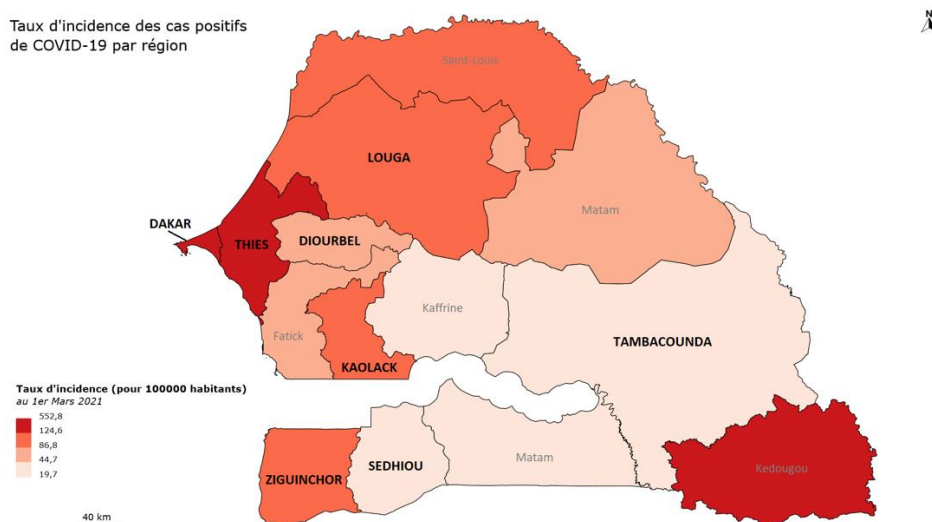 Taux d'incidence des cas positifs
de COVID-19 par région
N
Saint-Louis
LOUGA
Matam
DAKAR
THIES
DIOURBEL
Kaffrine
Fatick
TAMBACOUNDA
KAOLACK
Taux d'incidence (pour 100000 habitants)
au 1er Mars 2021
552,8
124,6
86,8
44,7
19,7
ZIGUINCHOR
SEDHIOU
Matam
Kedougou
40 km